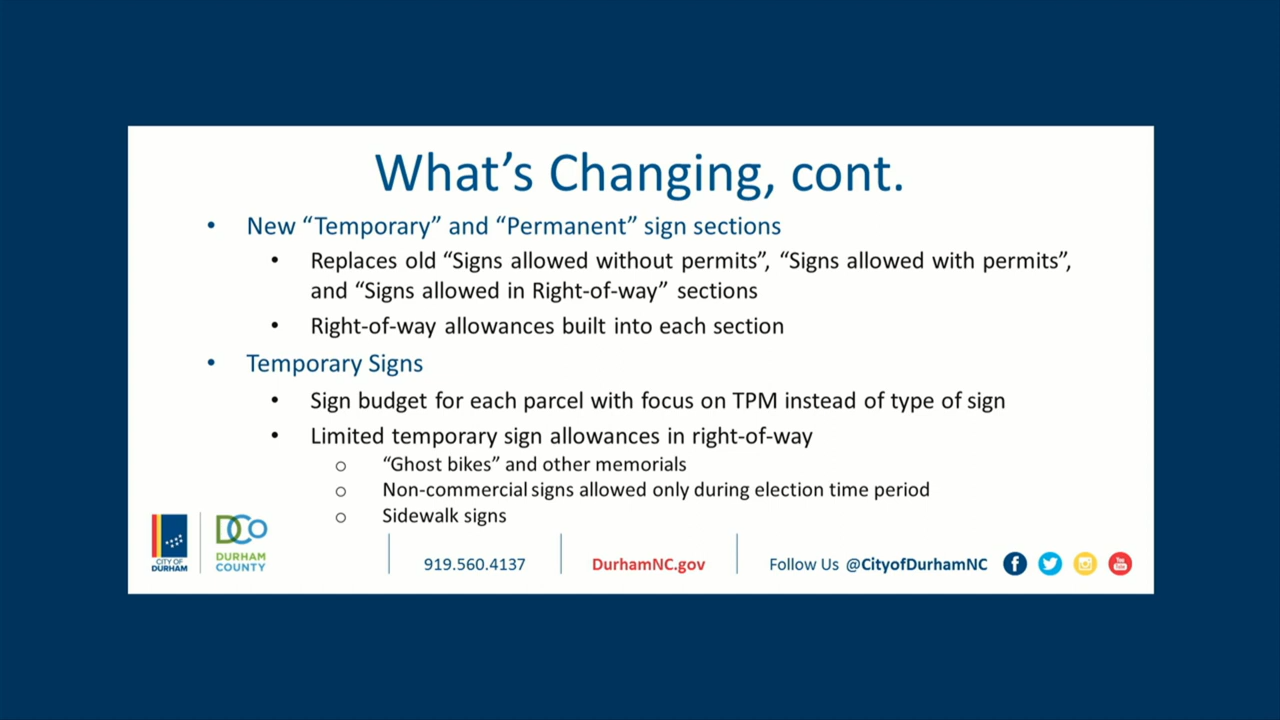 What’s Changing, cont.
• New “Temporary” and “Permanent” sign sections
• Replaces old “Signs allowed without permits”, “Signs allowed with permits”,
and “Signs allowed in Right-of-way” sections
• Right-of-way allowances built into each section
• Temporary Signs
• Sign budget for each parcel with focus on TPM instead of type of sign
• Limited temporary sign allowances in right-of-way
o “Ghost bikes” and other memorials
o Non-commercial signs allowed only during election time period
o Sidewalk signs
CITY OF
DURHAM
DCo
DURHAM
COUNTY
919.560.4137
DurhamNC.gov
Follow Us @CityofDurhamNC